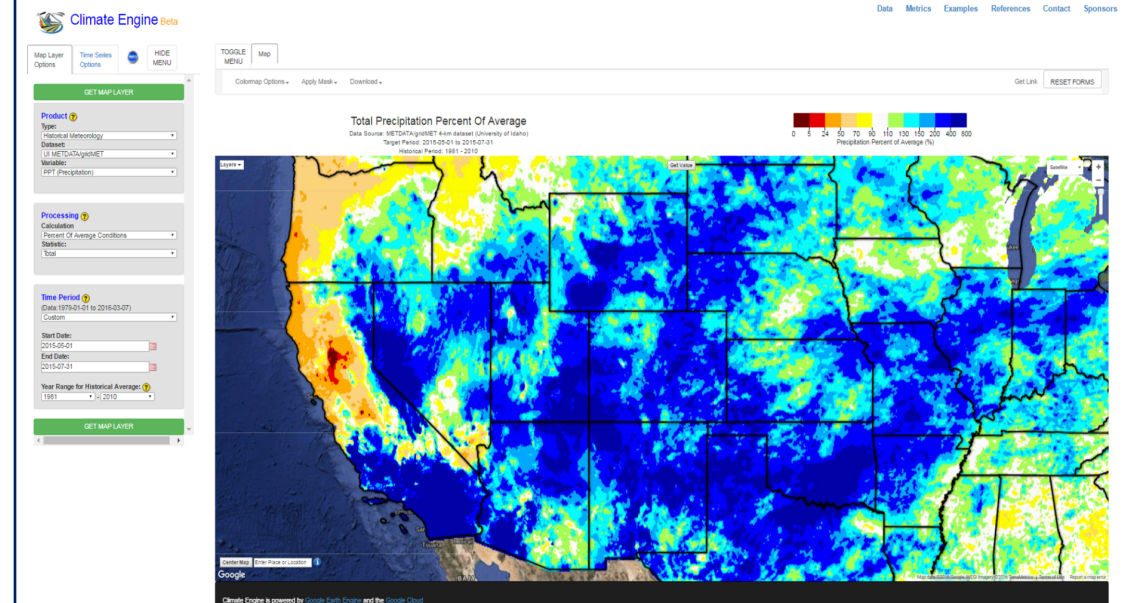 Data Metrics Examples References Contact Sponsors
Climate Engine Beta
Map Layer Options
Time Series Options
HIDE MENU
TOGGLE MENU
Map
Colormap Options
Apply Mask
Download
Get Link
RESET FORMS
GET MAP LAYER
Product ?
Type:
Historical Meteorology
Dataset:
UI METDATA/gridMET
Variable:
PPT (Precipitation)
Processing ?
Calculation
Percent Of Average Conditions
Statistic:
Total
Time Period ?
(Data:1979-01-01 to 2016-03-07)
Custom
Start Date:
2015-05-01
End Date:
2015-07-31
Year Range for Historical Average: ?
1981 - 2010
GET MAP LAYER
Total Precipitation Percent Of Average
Data Source: METDATA/gridMET 4-km dataset (University of Idaho)
Target Period: 2015-05-01 to 2015-07-31
Historical Period: 1981 - 2010
0 5 24 50 70 90 110 130 150 200 400 800
Precipitation Percent of Average (%)
Layers
Get Value
Satellite
Center Map
Enter Place or Location
Google
Report a map error
Climate Engine is powered by Google Earth Engine and the Google Cloud